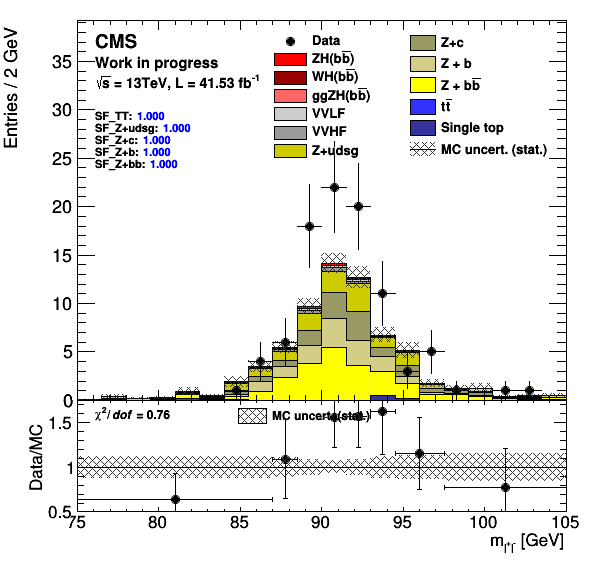 Entries / 2 GeV
35
30
25
20
15
10
5
0
CMS
Work in progress
√s = 13TeV, L = 41.53 fb⁻¹
SF_TT: 1.000
SF_Z+udsg: 1.000
SF_Z+c: 1.000
SF_Z+b: 1.000
SF_Z+bb: 1.000
Data
ZH(bb̅)
WH(bb̅)
ggZH(bb̅)
VVLF
VVHF
Z+udsg
Z+c
Z + b
Z + bb̅
tt̅
Single top
MC uncert. (stat.)
Data/MC
1.5
1
0.5
χ²/ dof = 0.76
MC uncert. (stat.)
75 80 85 90 95 100 105
m_l⁺l⁻ [GeV]